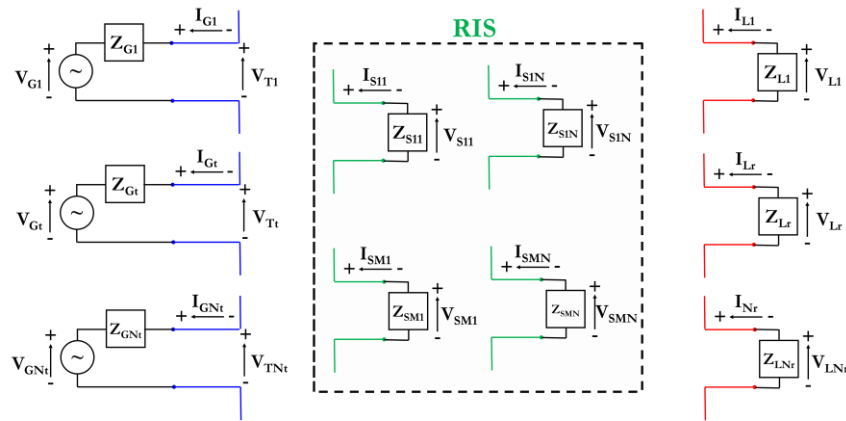 RIS
I_G1
+ -
Z_G1
V_G1
+
-
~
+
-
V_T1
I_Gt
+ -
Z_Gt
V_Gt
+
-
~
+
-
V_Tt
I_GNt
+ -
Z_GNt
V_GNt
+
-
~
+
-
V_TNt
I_S11
+ -
Z_S11
+
-
V_S11
I_S1N
+ -
Z_S1N
+
-
V_S1N
I_SM1
+ -
Z_SM1
+
-
V_SM1
I_SMN
+ -
Z_SMN
+
-
V_SMN
I_L1
+ -
Z_L1
+
-
V_L1
I_Lr
+ -
Z_Lr
+
-
V_Lr
I_Nr
+ -
Z_LNr
+
-
V_LNr